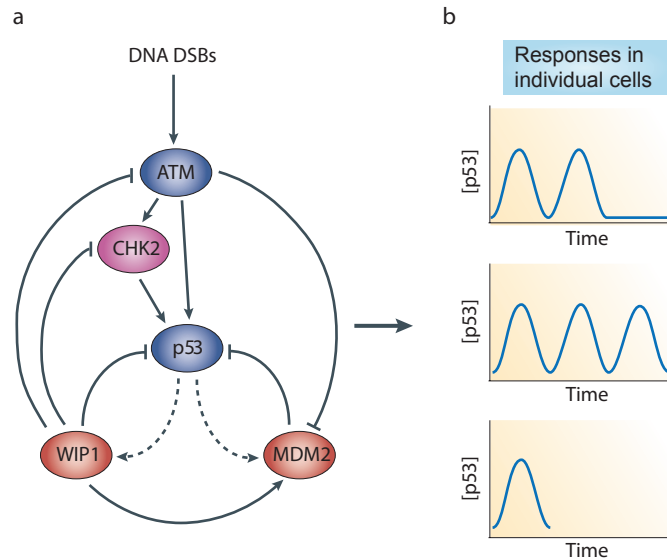 a
DNA DSBs
ATM
CHK2
p53
WIP1
MDM2
b
Responses in
individual cells
[p53]
Time
[p53]
Time
[p53]
Time